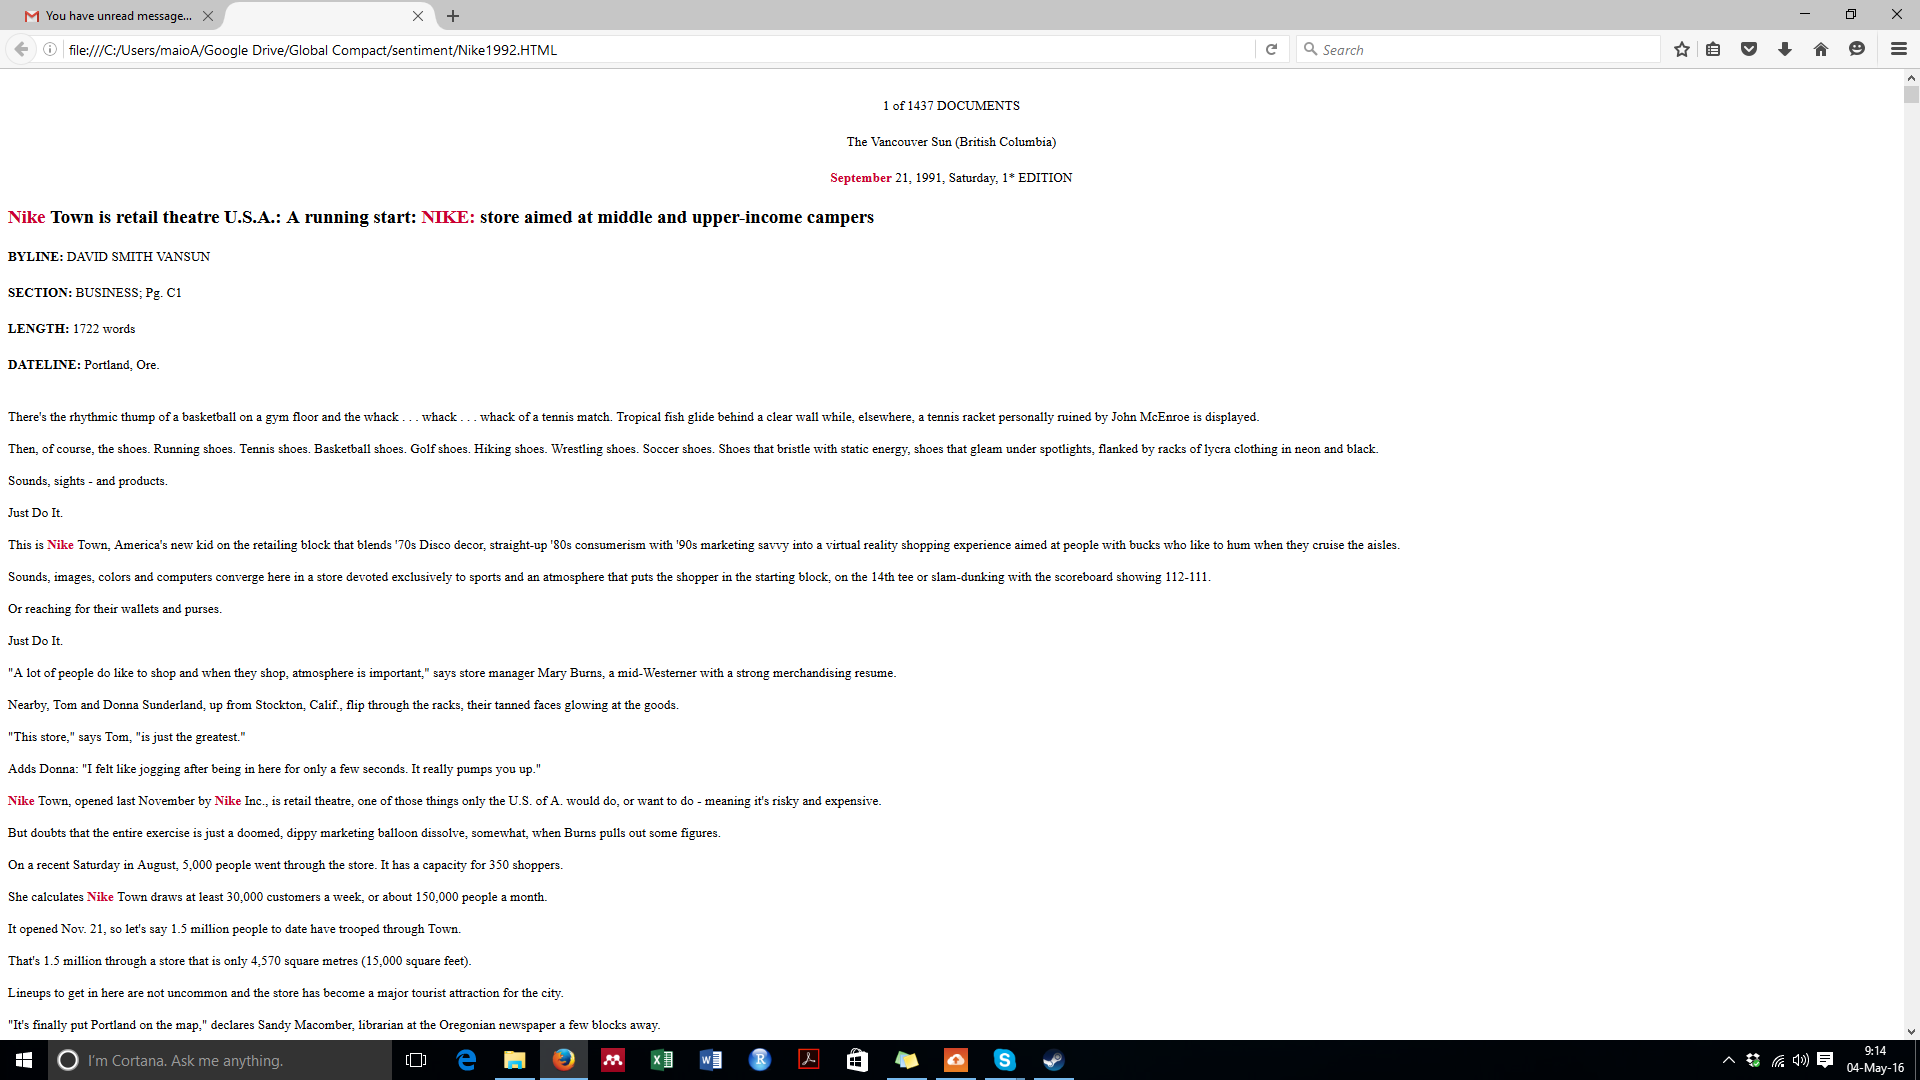 You have unread message...
file:///C:/Users/maioA/Google Drive/Global Compact/sentiment/Nike1992.HTML
Search
1 of 1437 DOCUMENTS
The Vancouver Sun (British Columbia)
September 21, 1991, Saturday, 1* EDITION
Nike Town is retail theatre U.S.A.: A running start: NIKE: store aimed at middle and upper-income campers
BYLINE: DAVID SMITH VANSUN
SECTION: BUSINESS; Pg. C1
LENGTH: 1722 words
DATELINE: Portland, Ore.
There's the rhythmic thump of a basketball on a gym floor and the whack . . . whack . . . whack of a tennis match. Tropical fish glide behind a clear wall while, elsewhere, a tennis racket personally ruined by John McEnroe is displayed.
Then, of course, the shoes. Running shoes. Tennis shoes. Basketball shoes. Golf shoes. Hiking shoes. Wrestling shoes. Soccer shoes. Shoes that bristle with static energy, shoes that gleam under spotlights, flanked by racks of lycra clothing in neon and black.
Sounds, sights - and products.
Just Do It.
This is Nike Town, America's new kid on the retailing block that blends '70s Disco decor, straight-up '80s consumerism with '90s marketing savvy into a virtual reality shopping experience aimed at people with bucks who like to hum when they cruise the aisles.
Sounds, images, colors and computers converge here in a store devoted exclusively to sports and an atmosphere that puts the shopper in the starting block, on the 14th tee or slam-dunking with the scoreboard showing 112-111.
Or reaching for their wallets and purses.
Just Do It.
"A lot of people do like to shop and when they shop, atmosphere is important," says store manager Mary Burns, a mid-Westerner with a strong merchandising resume.
Nearby, Tom and Donna Sunderland, up from Stockton, Calif., flip through the racks, their tanned faces glowing at the goods.
"This store," says Tom, "is just the greatest."
Adds Donna: "I felt like jogging after being in here for only a few seconds. It really pumps you up."
Nike Town, opened last November by Nike Inc., is retail theatre, one of those things only the U.S. of A. would do, or want to do - meaning it's risky and expensive.
But doubts that the entire exercise is just a doomed, dippy marketing balloon dissolve, somewhat, when Burns pulls out some figures.
On a recent Saturday in August, 5,000 people went through the store. It has a capacity for 350 shoppers.
She calculates Nike Town draws at least 30,000 customers a week, or about 150,000 people a month.
It opened Nov. 21, so let's say 1.5 million people to date have trooped through Town.
That's 1.5 million through a store that is only 4,570 square metres (15,000 square feet).
Lineups to get in here are not uncommon and the store has become a major tourist attraction for the city.
"It's finally put Portland on the map," declares Sandy Macomber, librarian at the Oregonian newspaper a few blocks away.
I'm Cortana. Ask me anything.
9:14
04-May-16